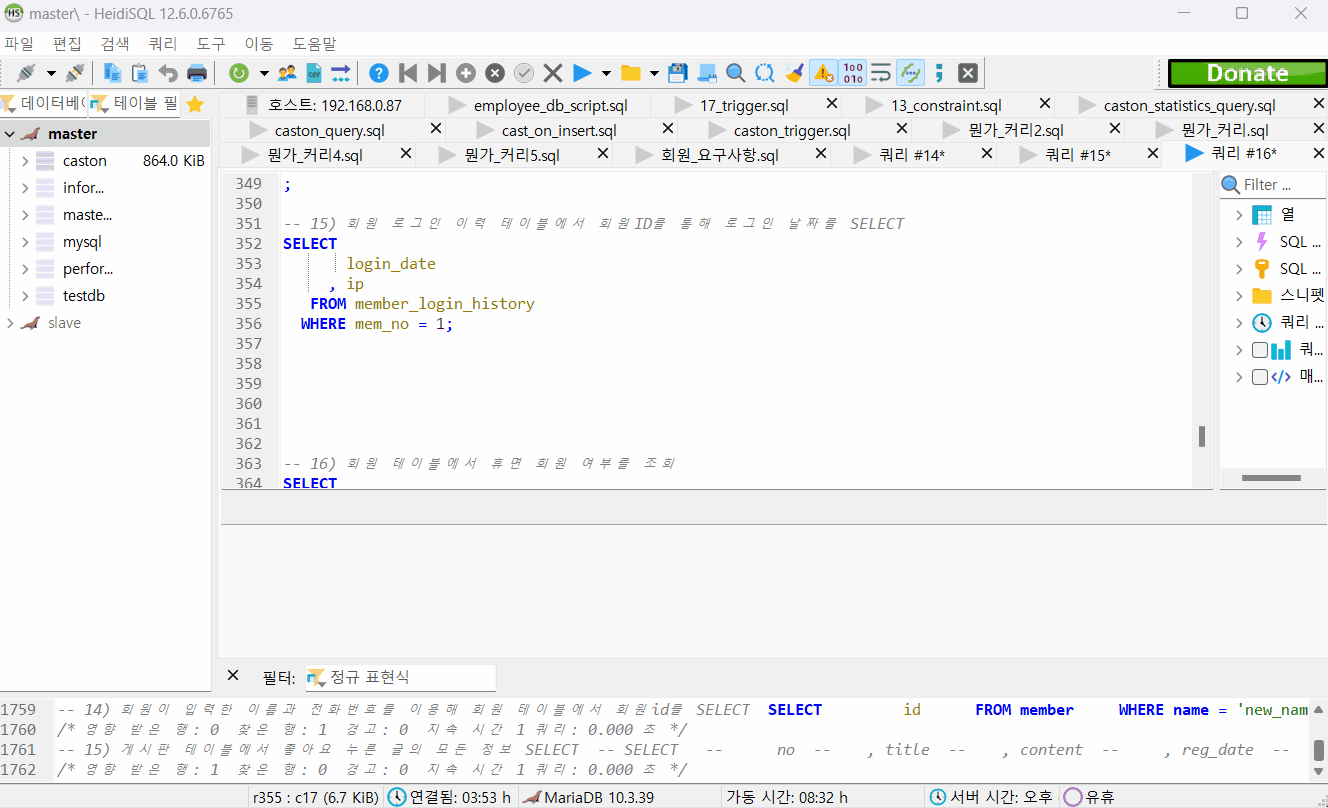 master\ - HeidiSQL 12.6.0.6765
파일 편집 검색 쿼리 도구 이동 도움말
Donate
데이터베 테이블 필
호스트: 192.168.0.87 employee_db_script.sql 17_trigger.sql 13_constraint.sql caston_statistics_query.sql
caston_query.sql cast_on_insert.sql caston_trigger.sql 뭔가_커리2.sql 뭔가_커리.sql
뭔가_커리4.sql 뭔가_커리5.sql 회원_요구사항.sql 쿼리 #14* 쿼리 #15* 쿼리 #16*
master
caston 864.0 KiB
infor...
maste...
mysql
perfor...
testdb
slave
349 ;
350
351 -- 15) 회원 로그인 이력 테이블에서 회원ID를 통해 로그인 날짜를 SELECT
352 SELECT
353 login_date
354 , ip
355 FROM member_login_history
356 WHERE mem_no = 1;
357
358
359
360
361
362
363 -- 16) 회원 테이블에서 휴면 회원 여부를 조회
364 SELECT
Filter ...
열
SQL ...
SQL ...
스니펫
쿼리 ...
쿼...
매...
필터: 정규 표현식
1759 -- 14) 회원이 입력한 이름과 전화번호를 이용해 회원 테이블에서 회원id를 SELECT SELECT id FROM member WHERE name = 'new_nam
1760 /* 영향 받은 행: 0 찾은 행: 1 경고: 0 지속 시간 1 쿼리: 0.000 초 */
1761 -- 15) 게시판 테이블에서 좋아요 누른 글의 모든 정보 SELECT -- SELECT -- no -- , title -- , content -- , reg_date --
1762 /* 영향 받은 행: 1 찾은 행: 0 경고: 0 지속 시간 1 쿼리: 0.000 초 */
r355 : c17 (6.7 KiB) 연결됨: 03:53 h MariaDB 10.3.39 가동 시간: 08:32 h 서버 시간: 오후 유휴